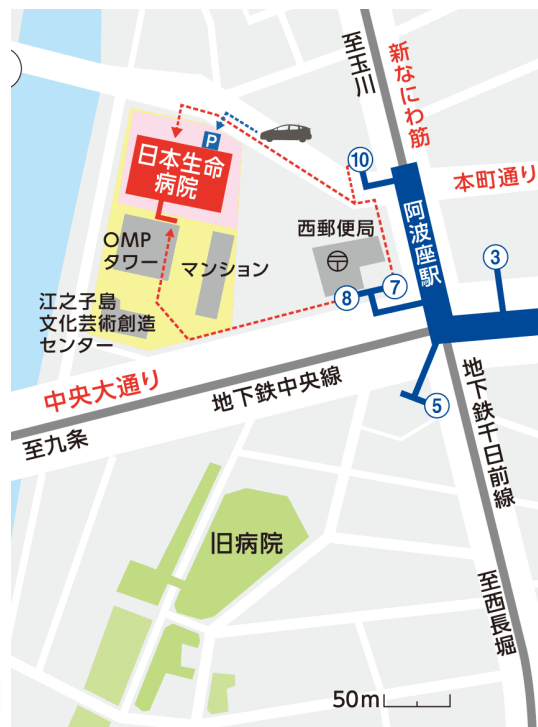 至玉川
新なにわ筋
P
10
日本生命
病院
本町通り
阿波座駅
西郵便局
OMP
タワー
マンション
3
7
8
江之子島
文化芸術創造
センター
中央大通り
地下鉄中央線
5
至九条
地下鉄千日前線
旧病院
至西長堀
50m